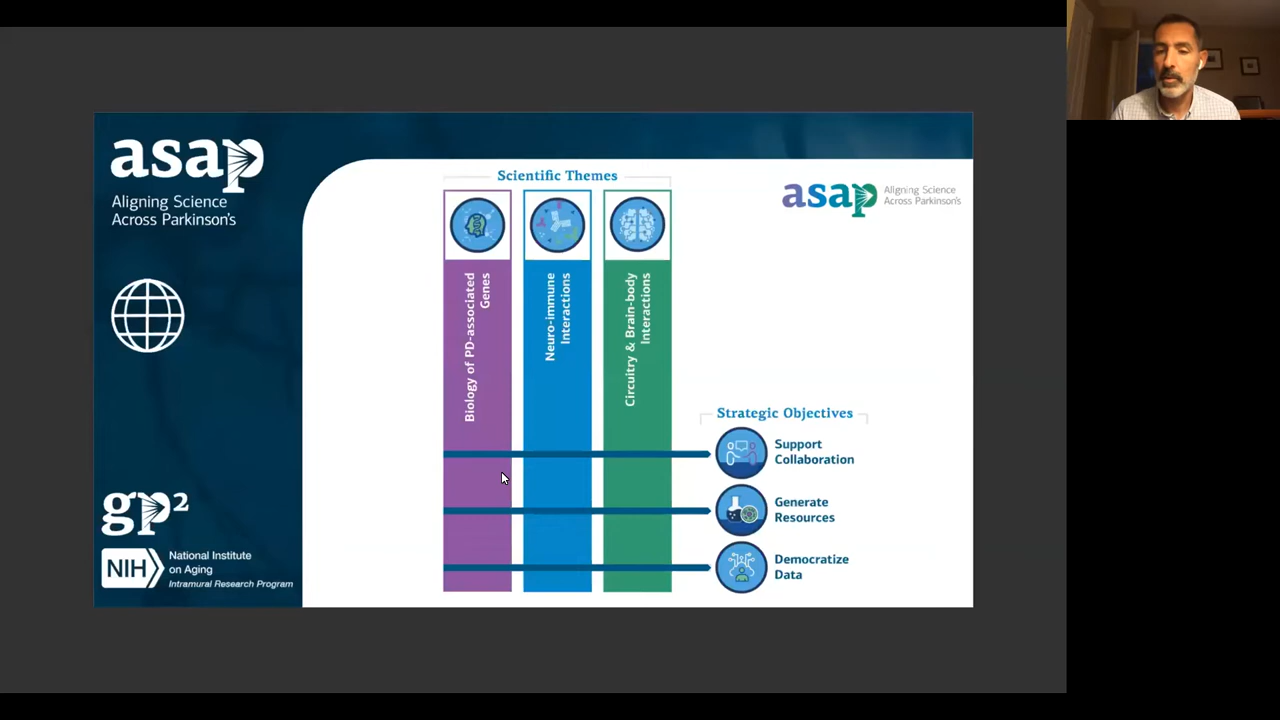 asap
Aligning Science
Across Parkinson's
gp2
NIH
National Institute
on Aging
Intramural Research Program
Scientific Themes
Biology of PD-associated
Genes
Neuro-immune
Interactions
Circuitry & Brain-body
Interactions
asap
Aligning Science
Across Parkinson's
Strategic Objectives
Support
Collaboration
Generate
Resources
Democratize
Data